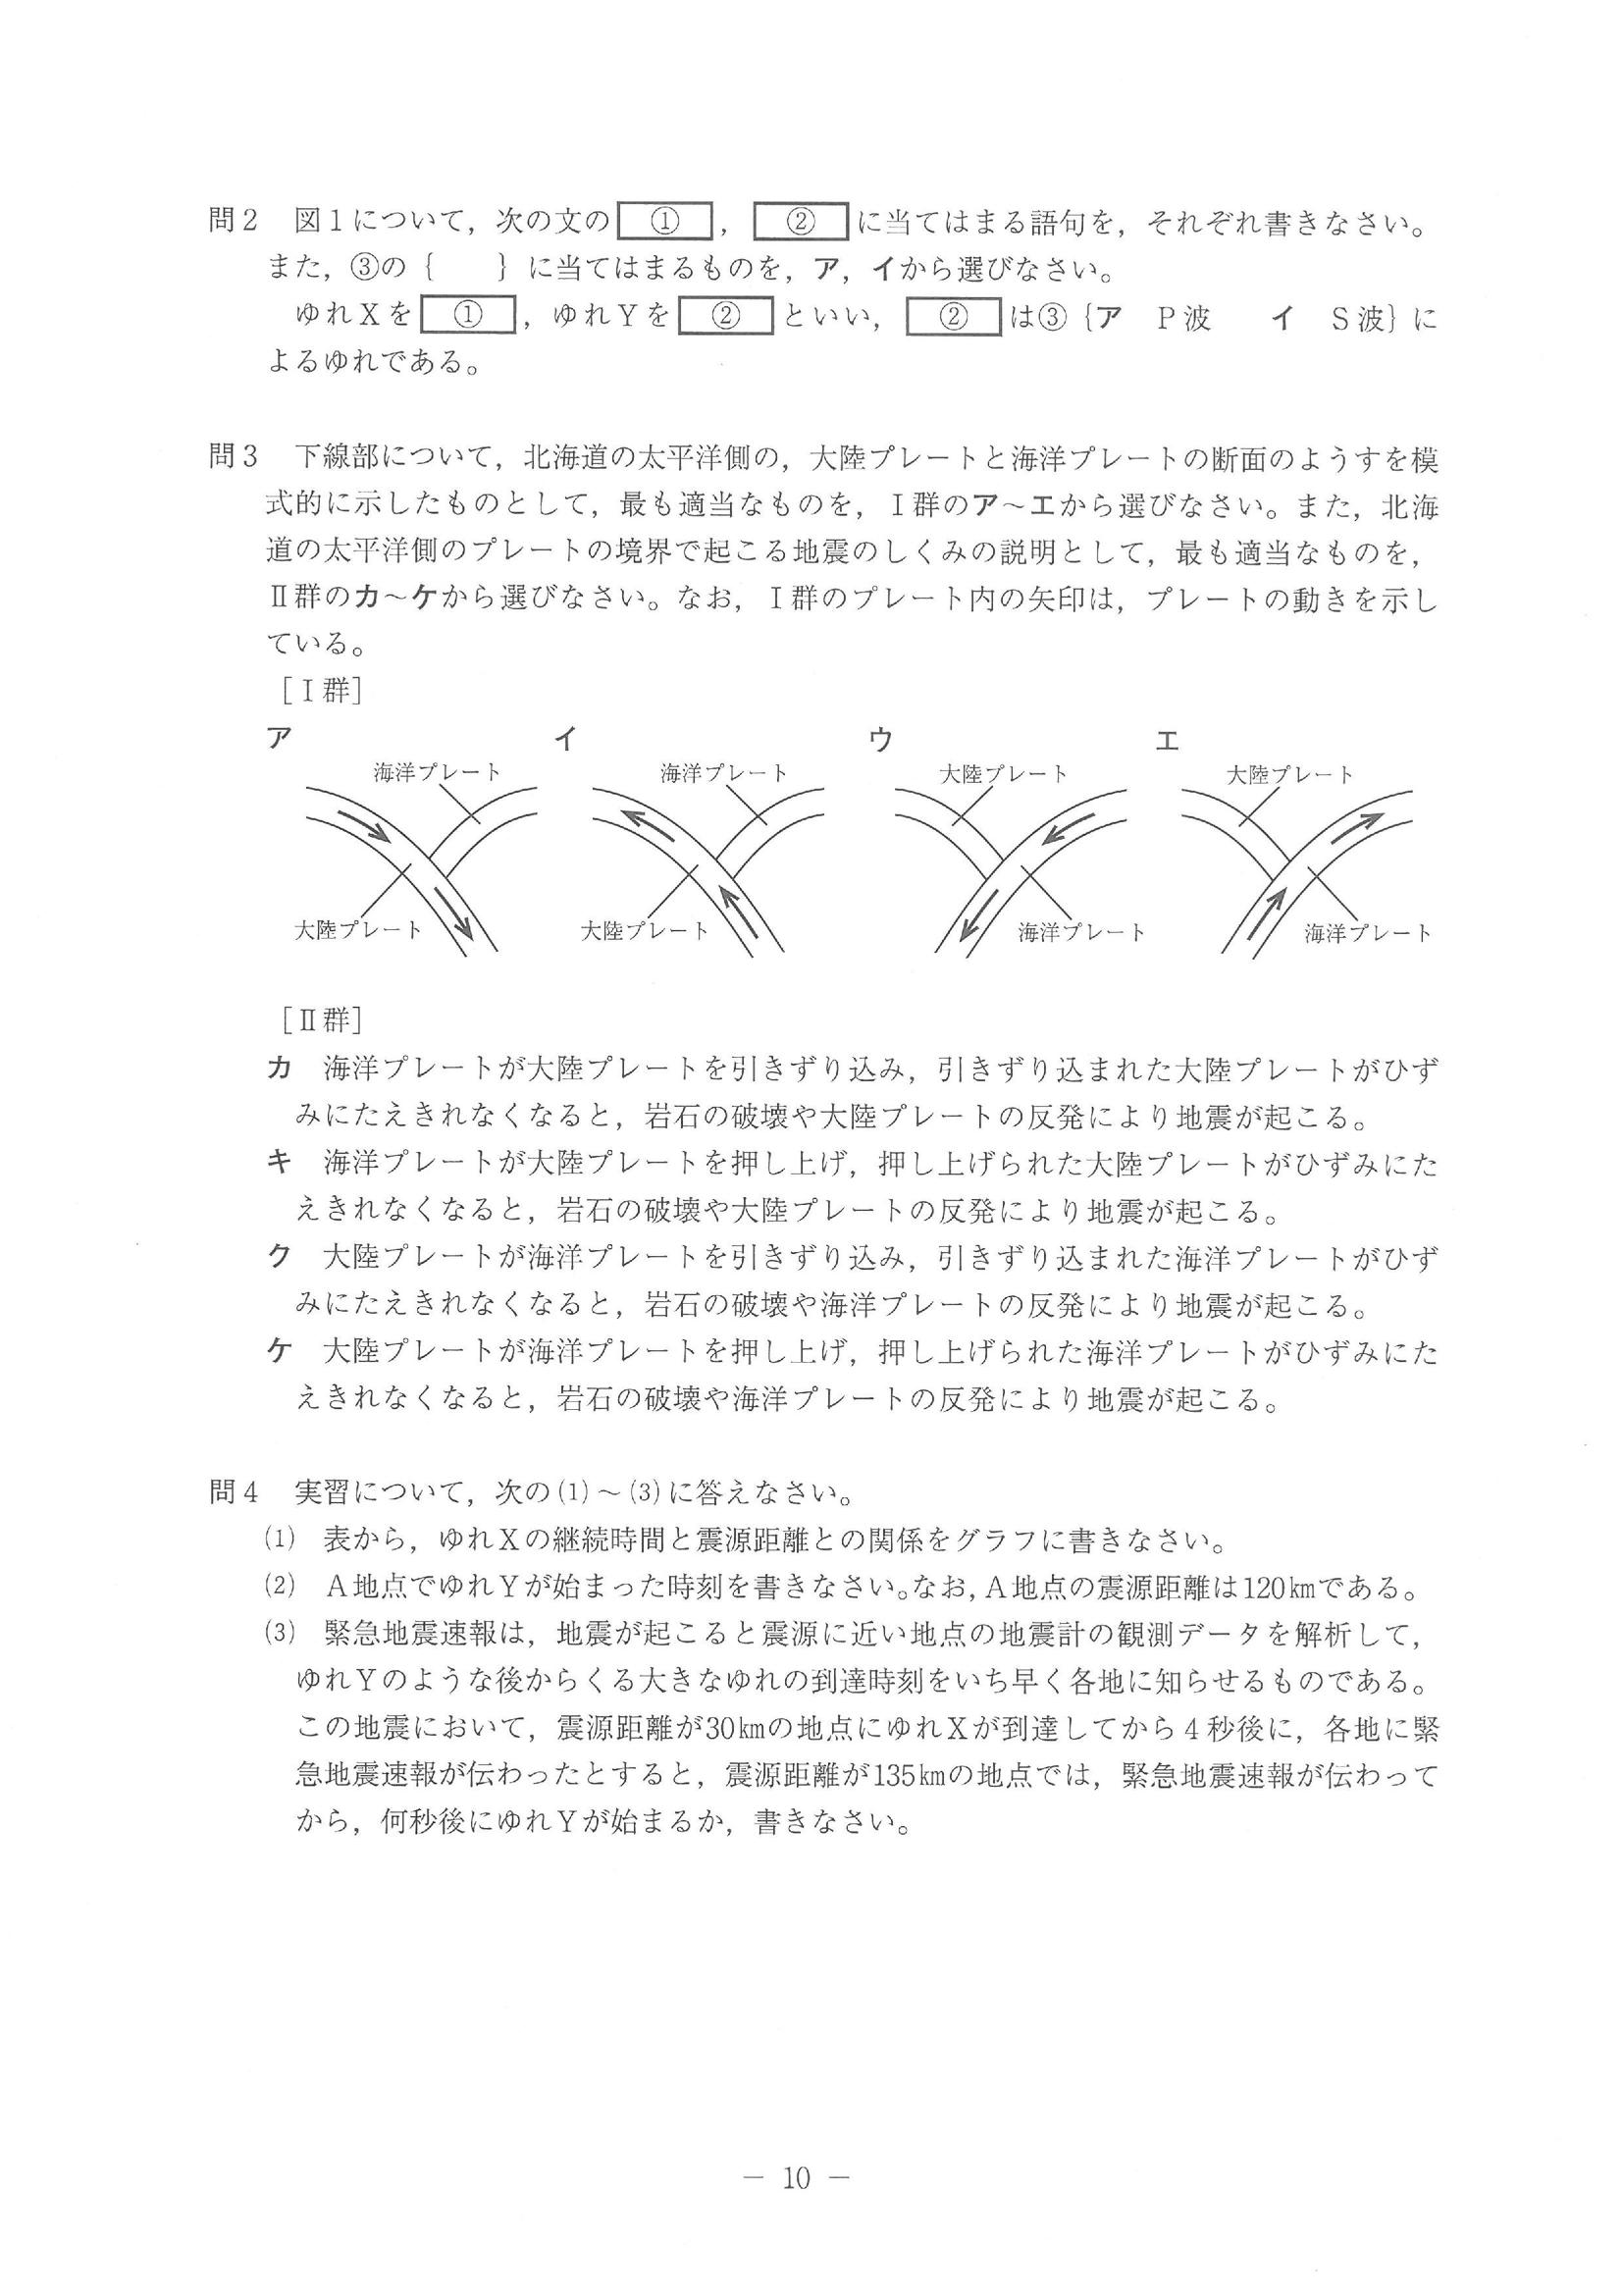 問2 図1について，次の文の ① ， ② に当てはまる語句を，それぞれ書きなさい。
また，③の｛　　｝に当てはまるものを，ア，イから選びなさい。
ゆれXを ① ，ゆれYを ② といい， ② は③｛ア　P波　　イ　S波｝に
よるゆれである。
問3 下線部について，北海道の太平洋側の，大陸プレートと海洋プレートの断面のようすを模
式的に示したものとして，最も適当なものを，Ⅰ群のア～エから選びなさい。また，北海
道の太平洋側のプレートの境界で起こる地震のしくみの説明として，最も適当なものを，
Ⅱ群のカ～ケから選びなさい。なお，Ⅰ群のプレート内の矢印は，プレートの動きを示し
ている。
［Ⅰ群］
ア　イ　ウ　エ
海洋プレート　海洋プレート　大陸プレート　大陸プレート
大陸プレート　大陸プレート　海洋プレート　海洋プレート
［Ⅱ群］
カ　海洋プレートが大陸プレートを引きずり込み，引きずり込まれた大陸プレートがひず
みにたえきれなくなると，岩石の破壊や大陸プレートの反発により地震が起こる。
キ　海洋プレートが大陸プレートを押し上げ，押し上げられた大陸プレートがひずみにた
えきれなくなると，岩石の破壊や大陸プレートの反発により地震が起こる。
ク　大陸プレートが海洋プレートを引きずり込み，引きずり込まれた海洋プレートがひず
みにたえきれなくなると，岩石の破壊や海洋プレートの反発により地震が起こる。
ケ　大陸プレートが海洋プレートを押し上げ，押し上げられた海洋プレートがひずみにた
えきれなくなると，岩石の破壊や海洋プレートの反発により地震が起こる。
問4 実習について，次の(1)～(3)に答えなさい。
(1) 表から，ゆれXの継続時間と震源距離との関係をグラフに書きなさい。
(2) A地点でゆれYが始まった時刻を書きなさい。なお，A地点の震源距離は120kmである。
(3) 緊急地震速報は，地震が起こると震源に近い地点の地震計の観測データを解析して，
ゆれYのような後からくる大きなゆれの到達時刻をいち早く各地に知らせるものである。
この地震において，震源距離が30kmの地点にゆれXが到達してから4秒後に，各地に緊
急地震速報が伝わったとすると，震源距離が135kmの地点では，緊急地震速報が伝わって
から，何秒後にゆれYが始まるか，書きなさい。
－ 10 －